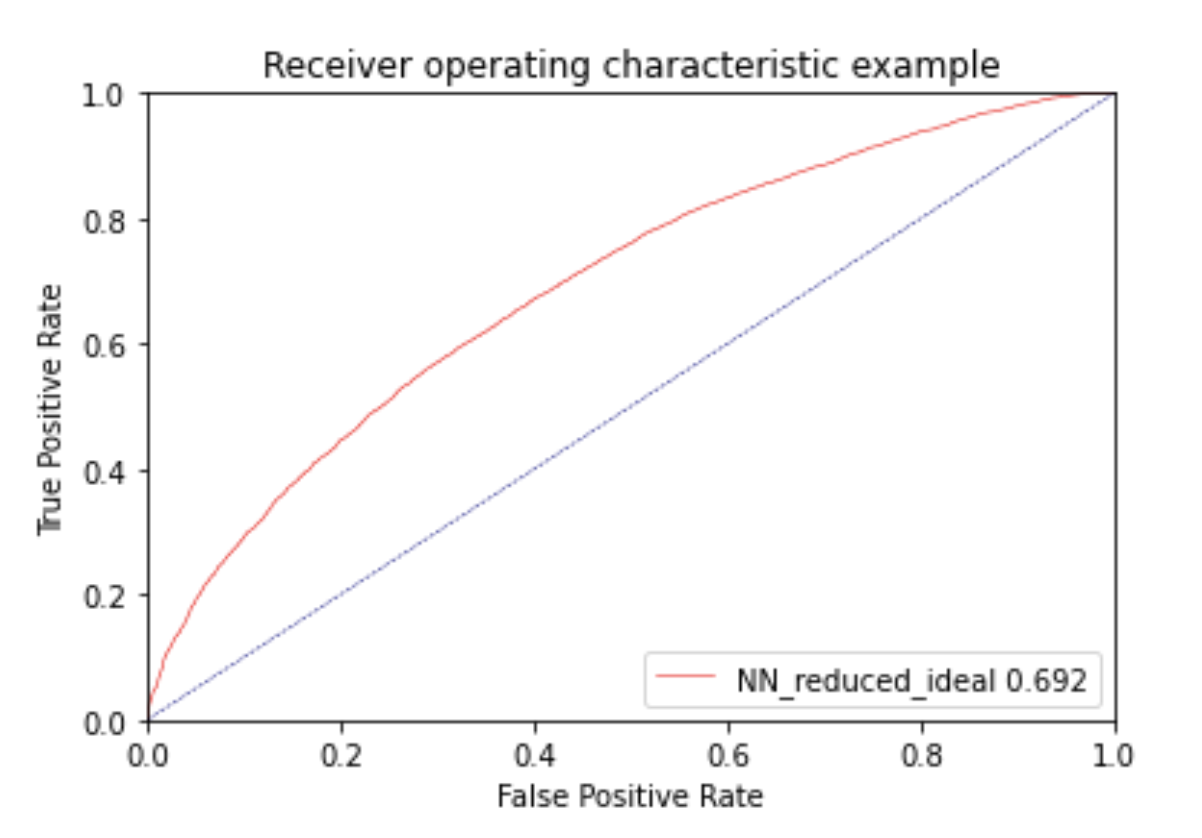 Receiver operating characteristic example
1.0
0.8
0.6
0.4
0.2
0.0
True Positive Rate
NN_reduced_ideal 0.692
0.0 0.2 0.4 0.6 0.8 1.0
False Positive Rate